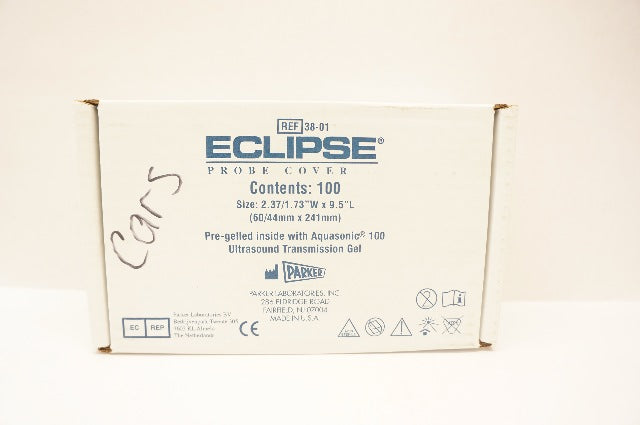 REF 38-01
ECLIPSE®
PROBE COVER
Contents: 100
Size: 2.37/1.73"W x 9.5"L
(60/44mm x 241mm)
Pre-gelled inside with Aquasonic® 100
Ultrasound Transmission Gel
PARKER
PARKER LABORATORIES, INC.
286 ELDRIDGE ROAD
FAIRFIELD, NJ 07004
MADE IN U.S.A.
Cars
EC REP
Parker Laboratories B.V.
The Netherlands
CE